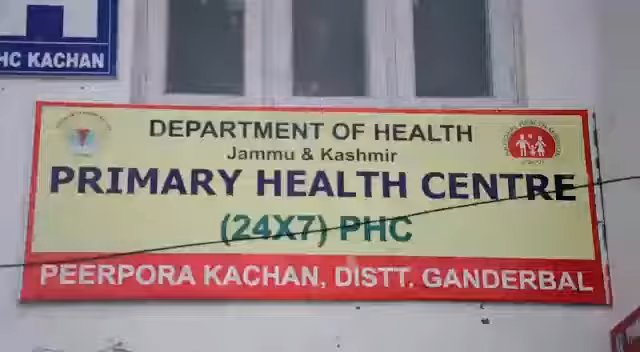 HC KACHAN
DEPARTMENT OF HEALTH
Jammu & Kashmir
PRIMARY HEALTH CENTRE
(24X7) PHC
PEERPORA KACHAN, DISTT. GANDERBAL